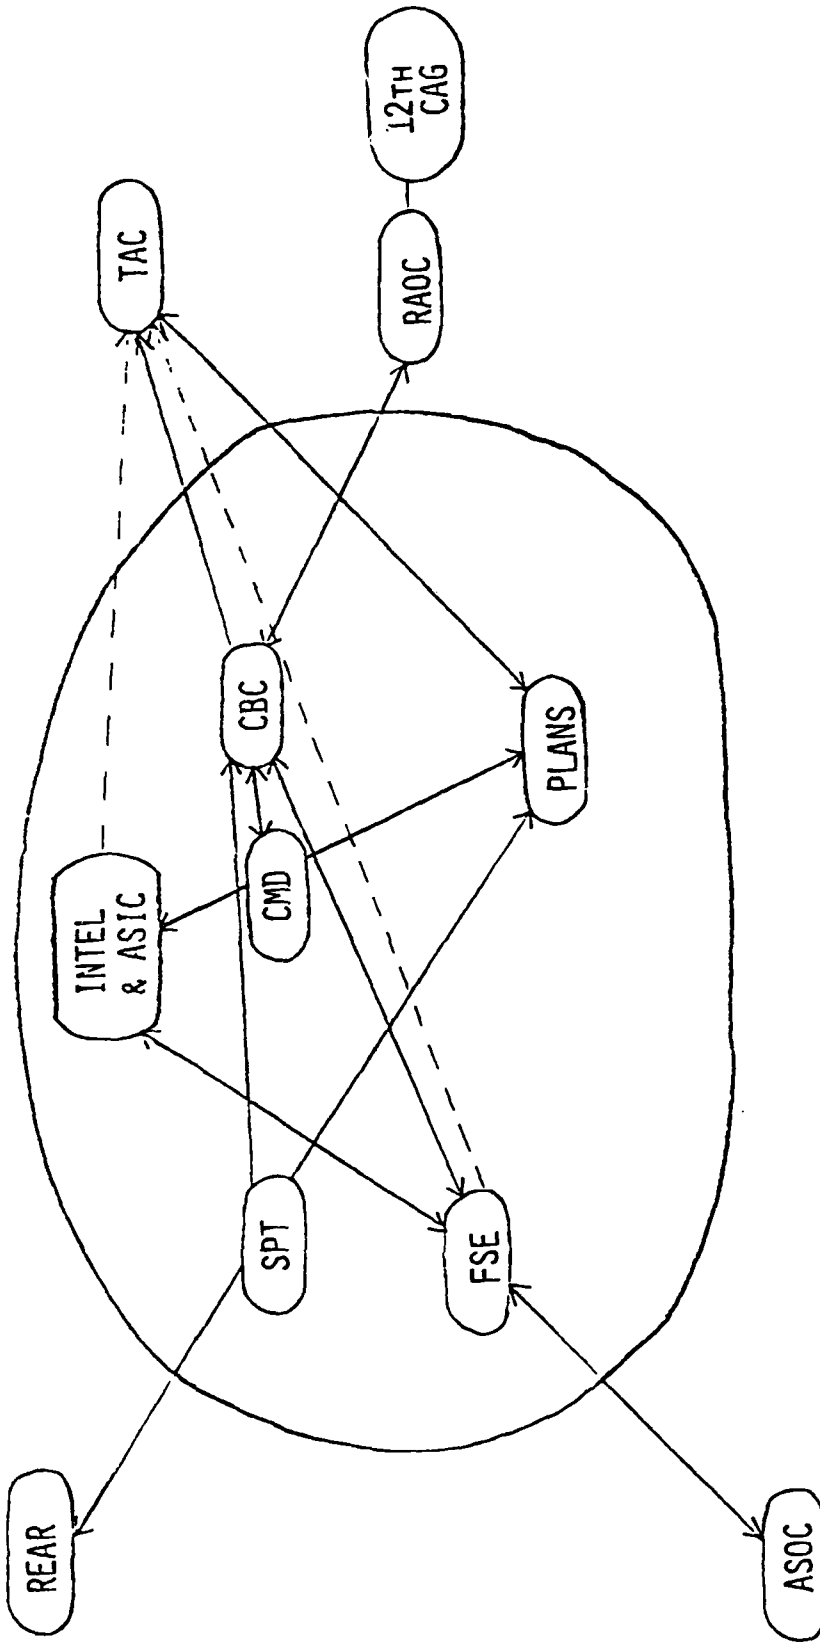 REAR
TAC
INTEL
& ASIC
12TH
CAG
SPT
CMD
CBC
RAOC
FSE
PLANS
ASOC